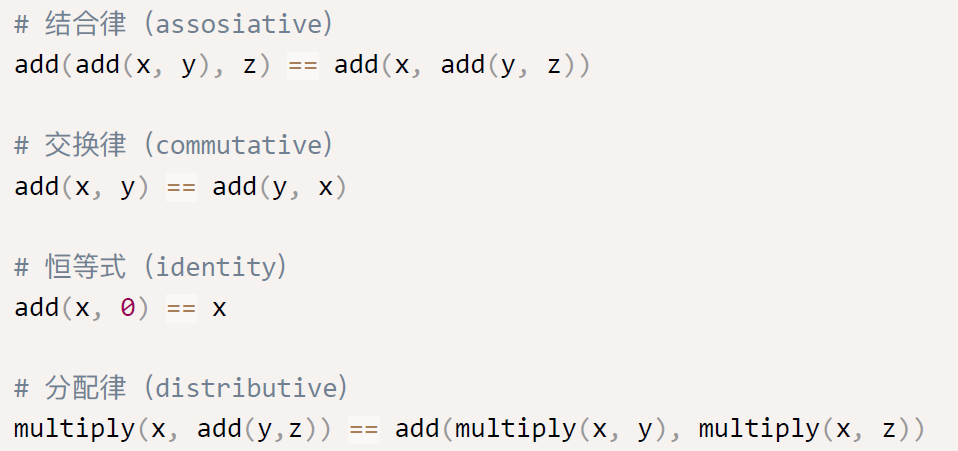 # 结合律（assosiative）
add(add(x, y), z) == add(x, add(y, z))
# 交换律（commutative）
add(x, y) == add(y, x)
# 恒等式（identity）
add(x, 0) == x
# 分配律（distributive）
multiply(x, add(y,z)) == add(multiply(x, y), multiply(x, z))